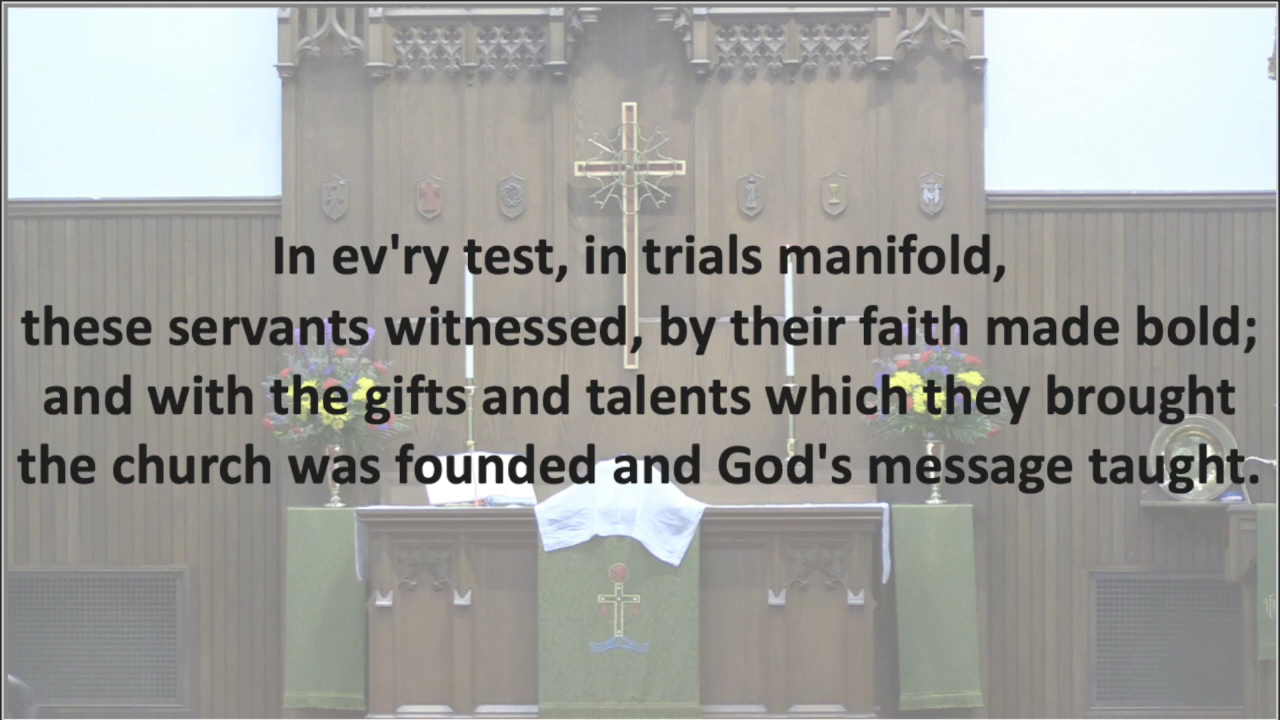 In ev'ry test, in trials manifold,
these servants witnessed, by their faith made bold;
and with the gifts and talents which they brought
the church was founded and God's message taught.